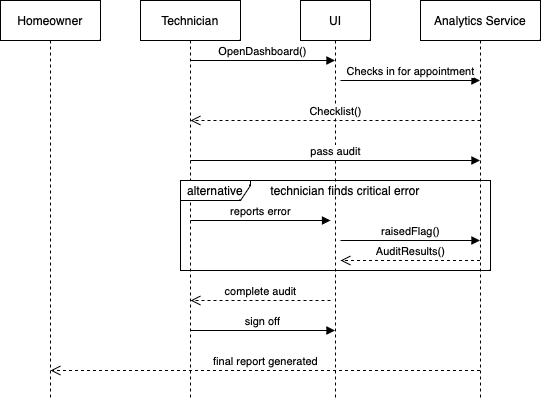 Homeowner
Technician
UI
Analytics Service
OpenDashboard()
Checks in for appointment
Checklist()
pass audit
alternative
technician finds critical error
reports error
raisedFlag()
AuditResults()
complete audit
sign off
final report generated